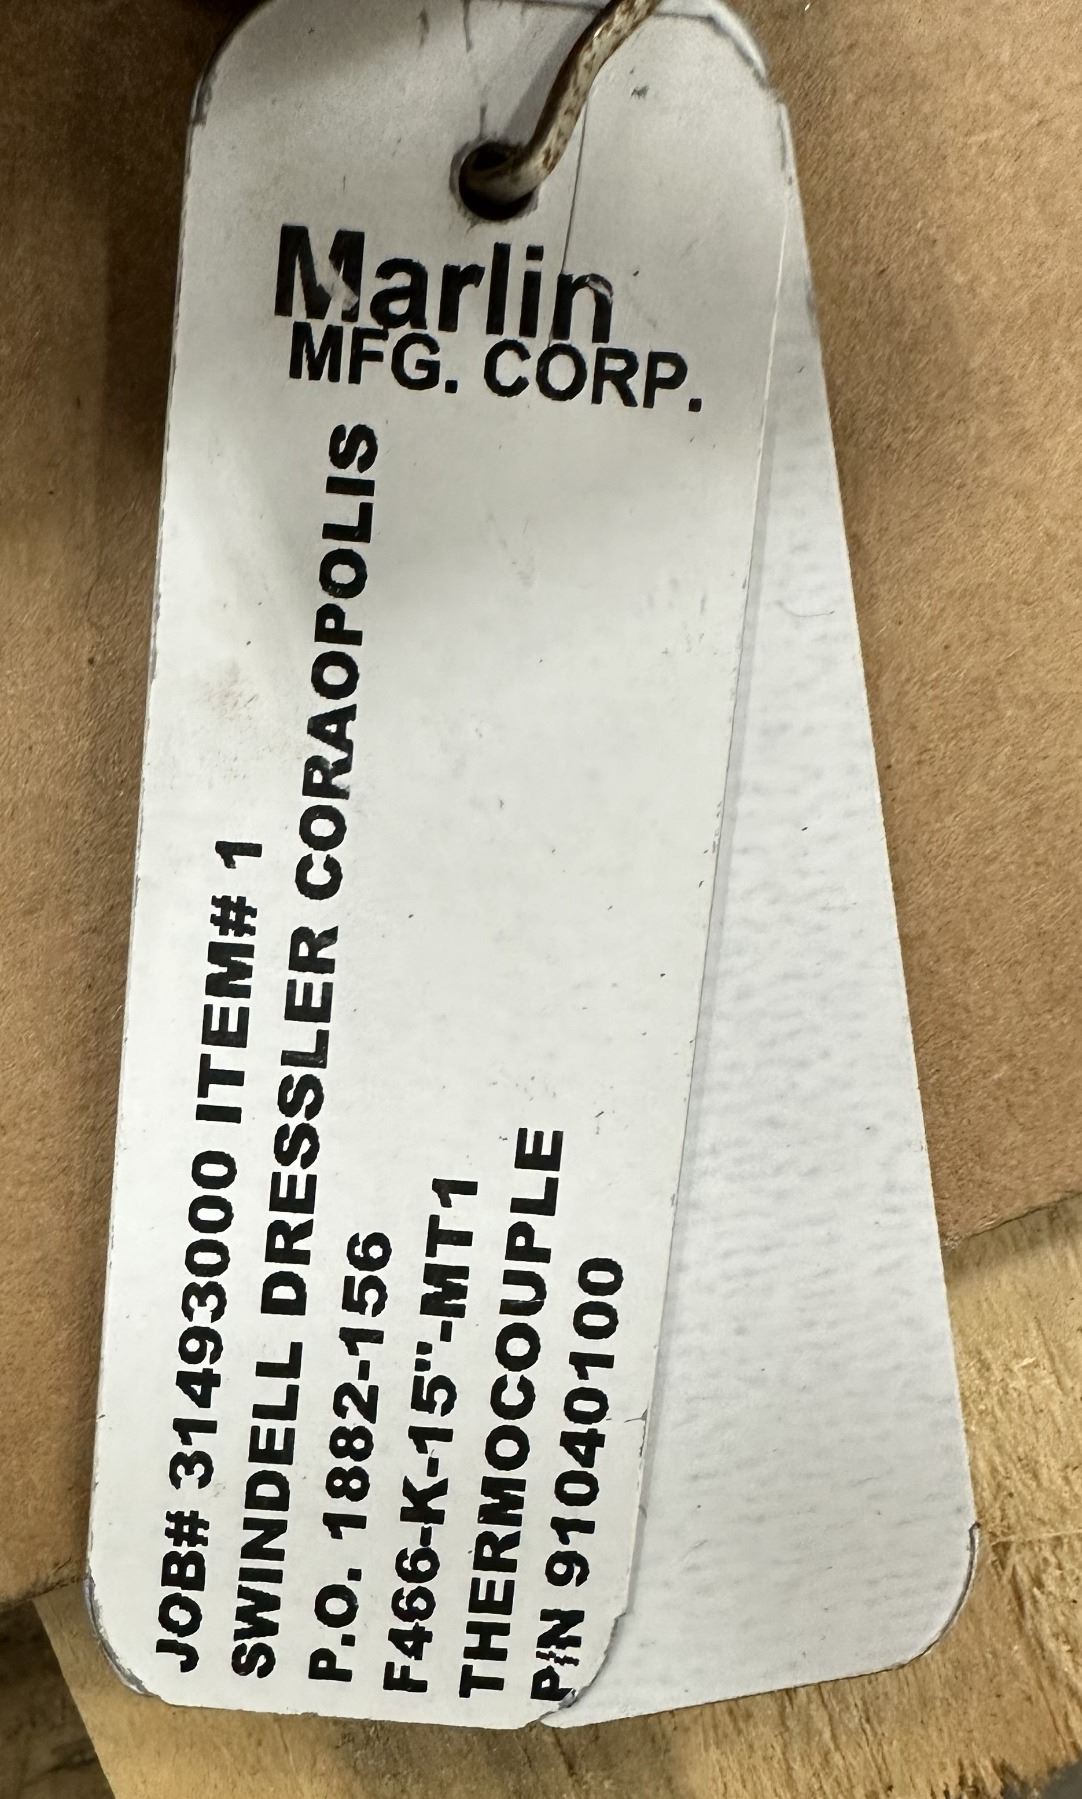 Marlin
MFG. CORP.
JOB# 31493000 ITEM# 1
SWINDELL DRESSLER CORAOPOLIS
P.O. 1882-156
F466-K-15"-MT1
THERMOCOUPLE
P/N 91040100